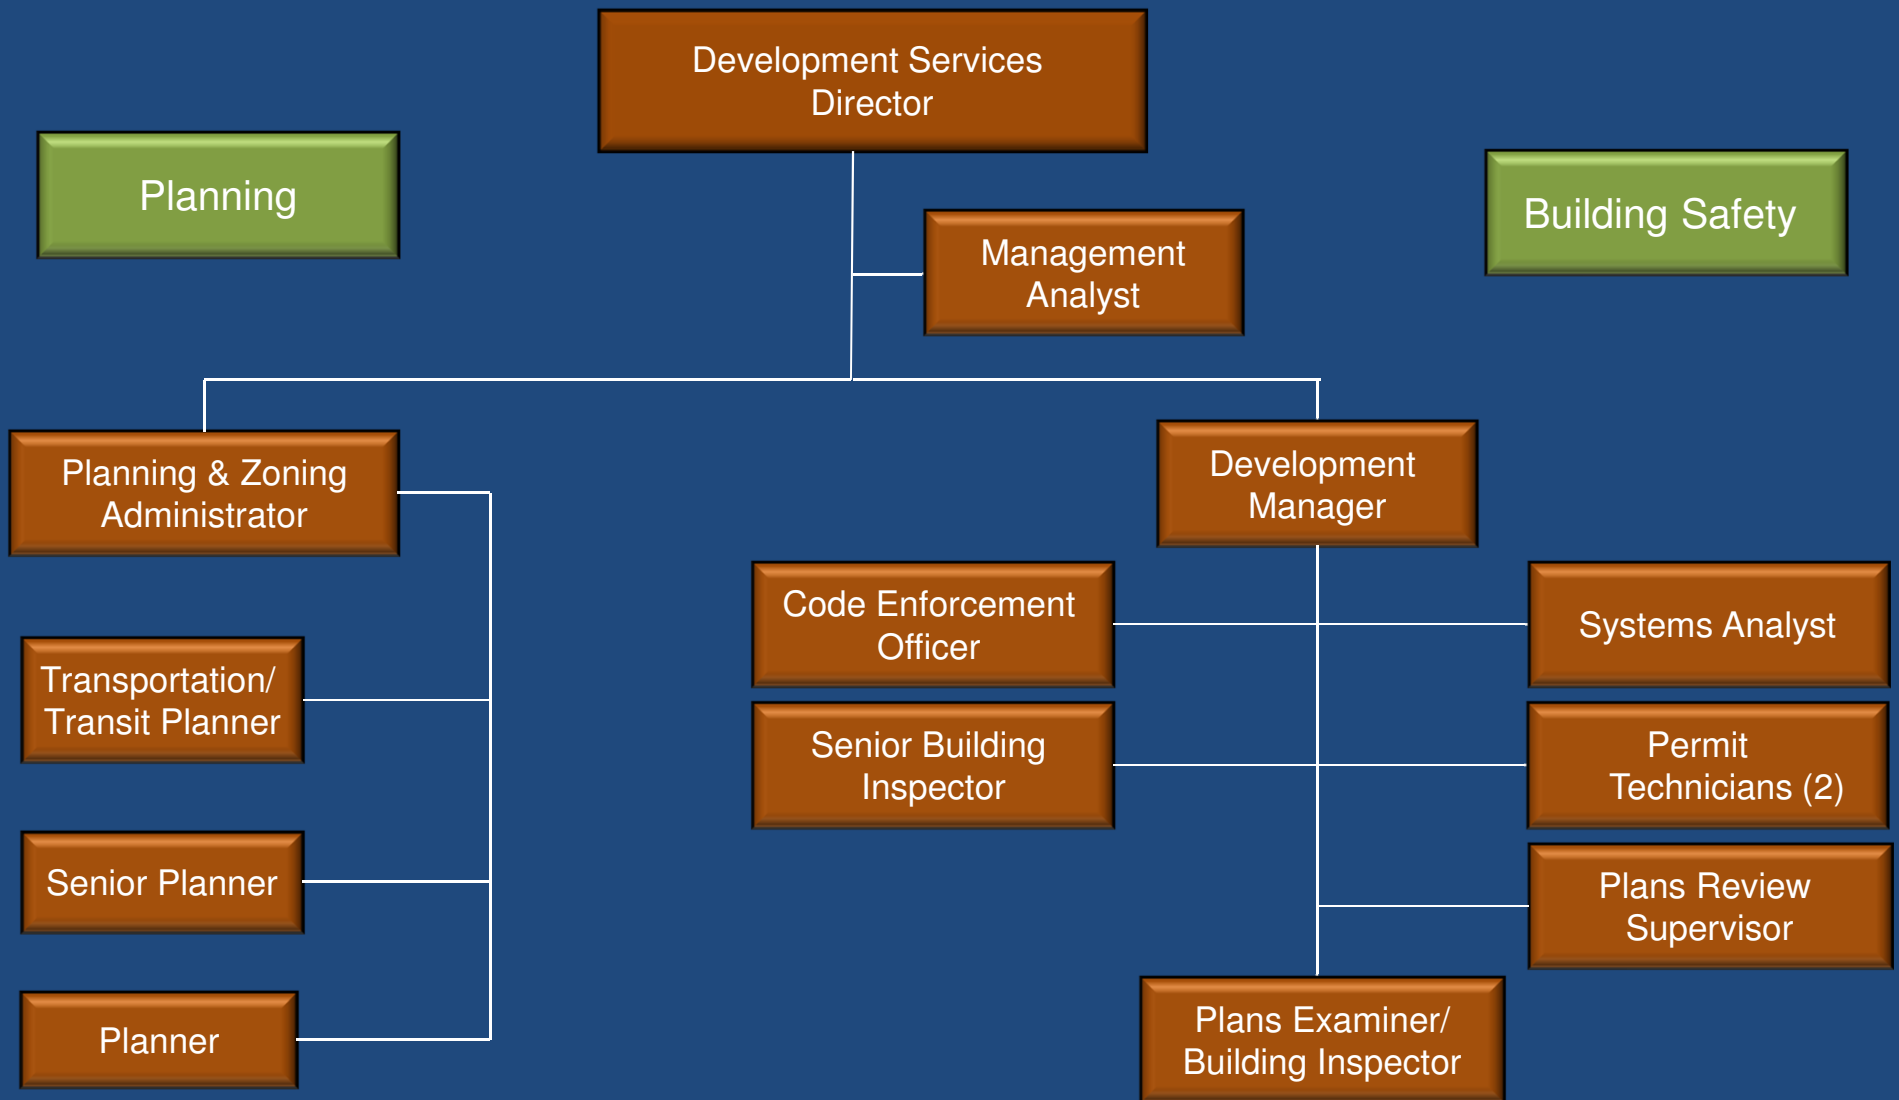 Development Services
Director
Planning
Building Safety
Management
Analyst
Planning & Zoning
Administrator
Development
Manager
Code Enforcement
Officer
Systems Analyst
Transportation/
Transit Planner
Senior Building
Inspector
Permit
Technicians (2)
Senior Planner
Plans Review
Supervisor
Planner
Plans Examiner/
Building Inspector